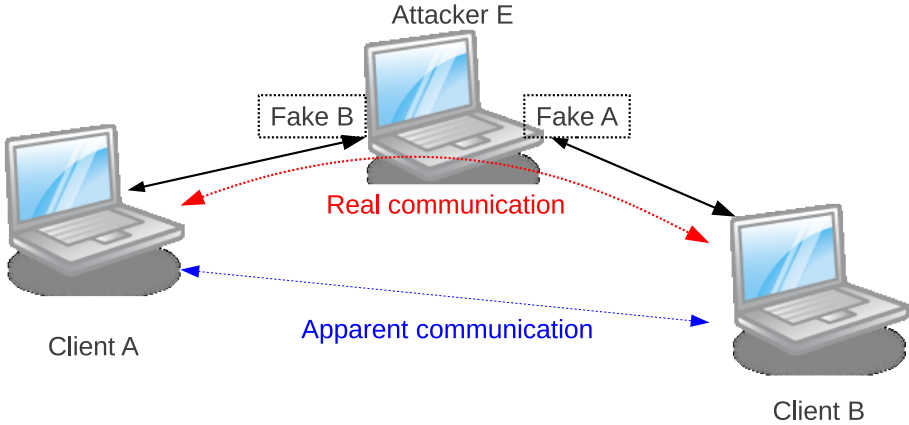 Attacker E
Fake B
Fake A
Real communication
Apparent communication
Client A
Client B